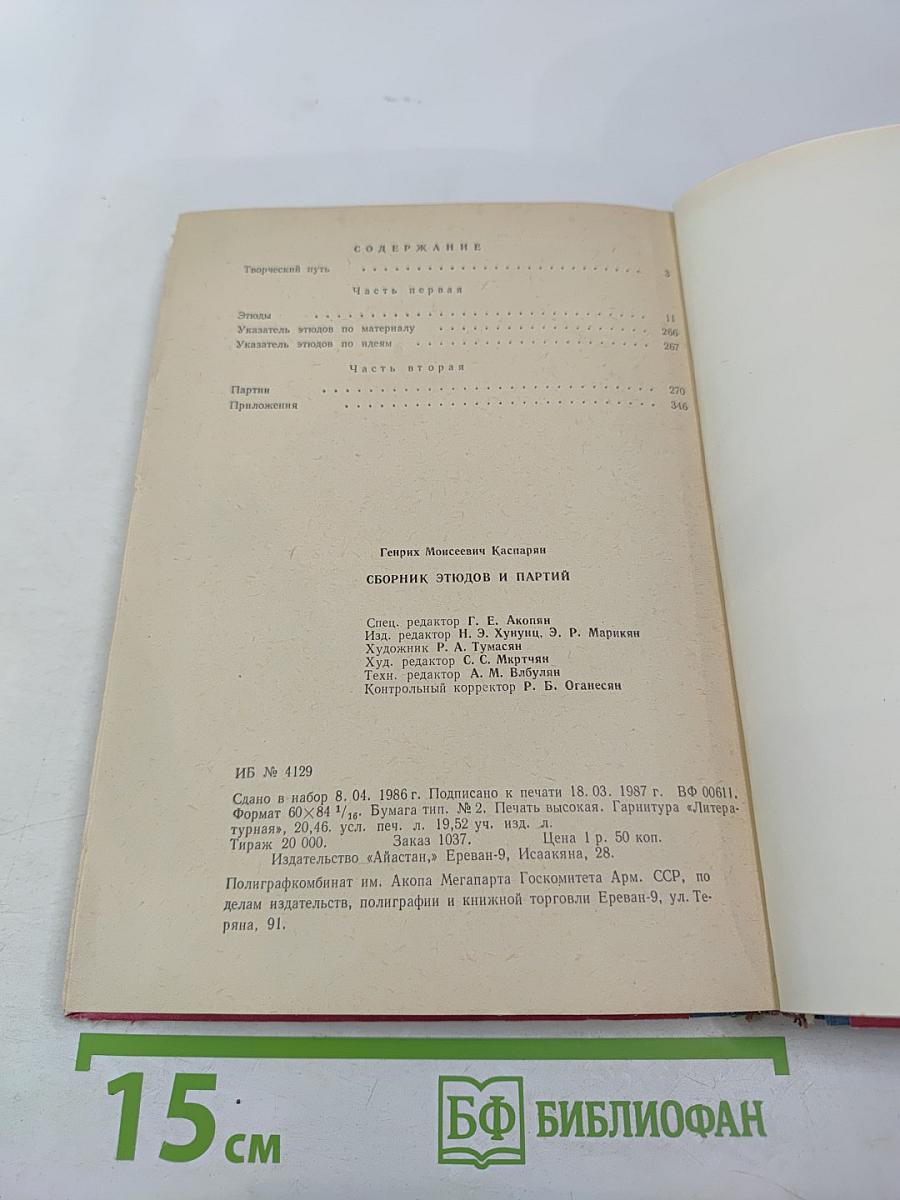 СОДЕРЖАНИЕ
Творческий путь . . . . . . . . . . . . . . . . . . . . . . . . . . 3
Часть первая
Этюды . . . . . . . . . . . . . . . . . . . . . . . . . . . . . . 11
Указатель этюдов по материалу . . . . . . . . . . . . . . . . . . . 266
Указатель этюдов по идеям . . . . . . . . . . . . . . . . . . . . . 267
Часть вторая
Партии . . . . . . . . . . . . . . . . . . . . . . . . . . . . . 270
Приложения . . . . . . . . . . . . . . . . . . . . . . . . . . . 346
Генрих Моисеевич Каспарян
СБОРНИК ЭТЮДОВ И ПАРТИЙ
Спец. редактор Г. Е. Акопян
Изд. редактор Н. Э. Хунунц, Э. Р. Марикян
Художник Р. А. Тумасян
Худ. редактор С. С. Мкртчян
Техн. редактор А. М. Влбулян
Контрольный корректор Р. Б. Оганесян
ИБ № 4129
Сдано в набор 8. 04. 1986 г. Подписано к печати 18. 03. 1987 г. ВФ 00611.
Формат 60×84 1/16. Бумага тип. № 2. Печать высокая. Гарнитура «Литера-
турная», 20,46. усл. печ. л. 19,52 уч. изд. л.
Тираж 20 000. Заказ 1037. Цена 1 р. 50 коп.
Издательство «Айастан,» Ереван-9, Исаакяна, 28.
Полиграфкомбинат им. Акопа Мегапарта Госкомитета Арм. ССР, по
делам издательств, полиграфии и книжной торговли Ереван-9, ул. Те-
ряна, 91.
15 см
БФ БИБЛИОФАН